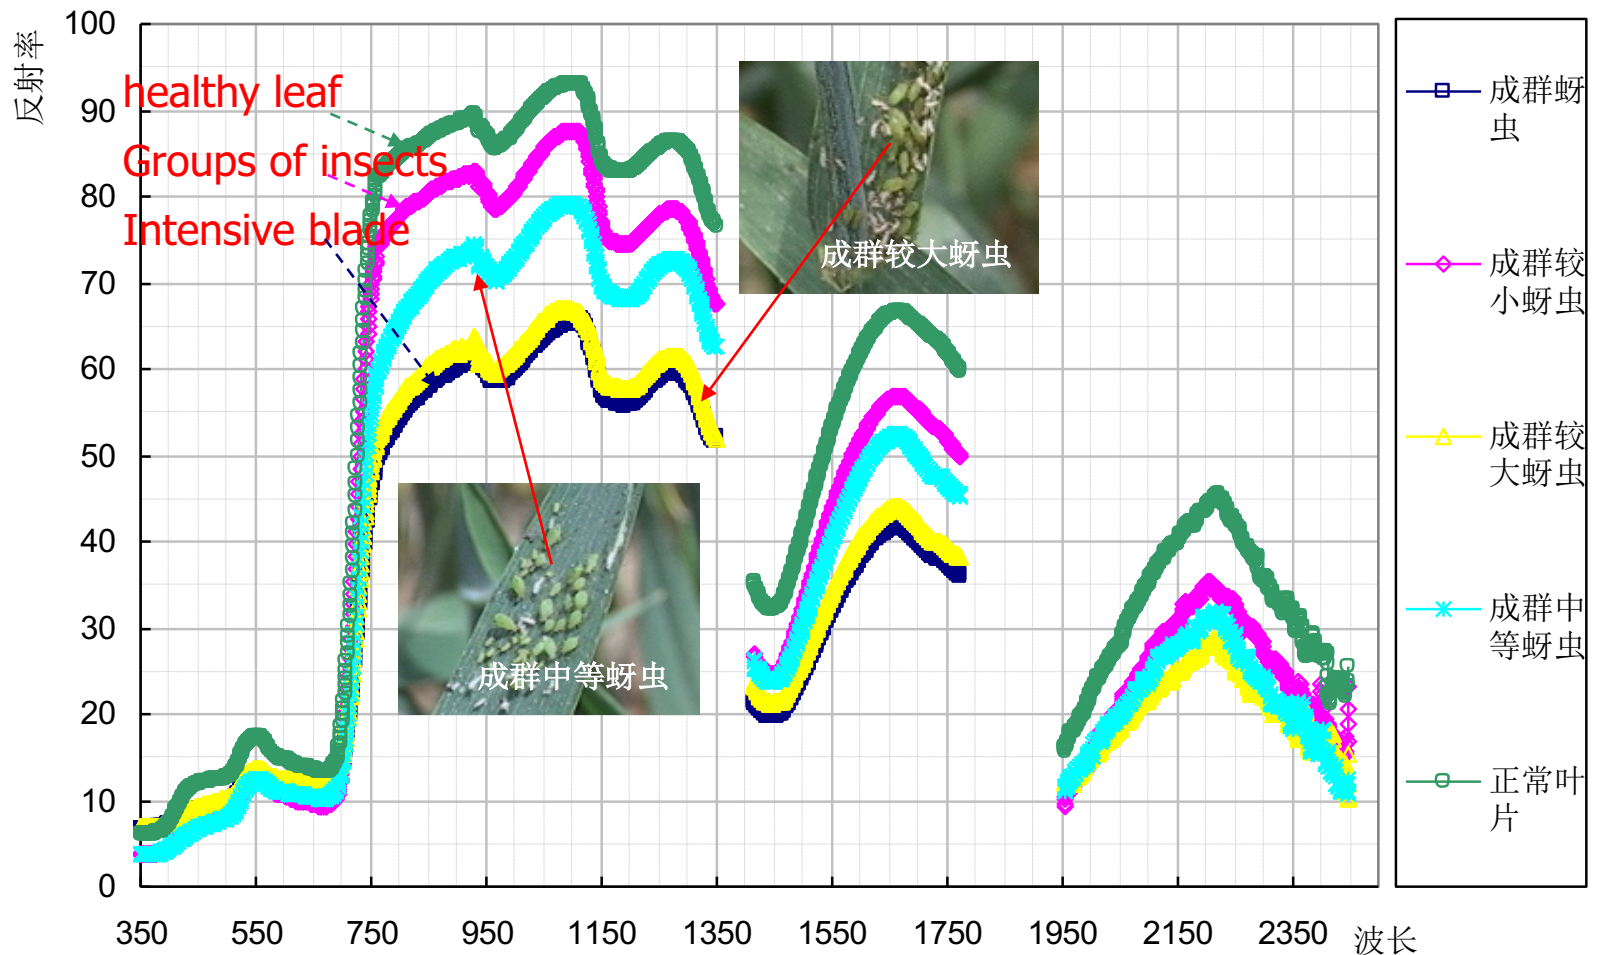 反射率
100
90
80
70
60
50
40
30
20
10
0
healthy leaf
Groups of insects
Intensive blade
成群较大蚜虫
成群中等蚜虫
350 550 750 950 1150 1350 1550 1750 1950 2150 2350
波长
成群蚜
虫
成群较
小蚜虫
成群较
大蚜虫
成群中
等蚜虫
正常叶
片